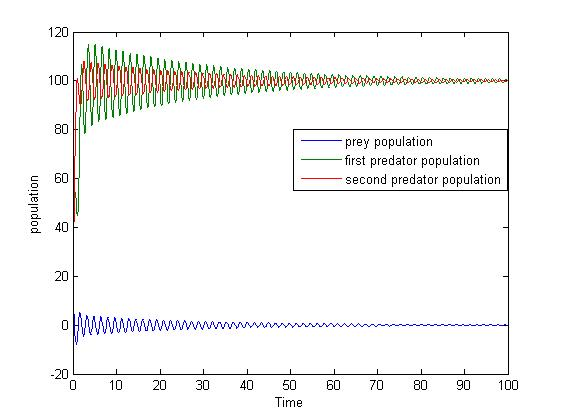 120
100
80
60
40
20
0
-20
population
prey population
first predator population
second predator population
0 10 20 30 40 50 60 70 80 90 100
Time